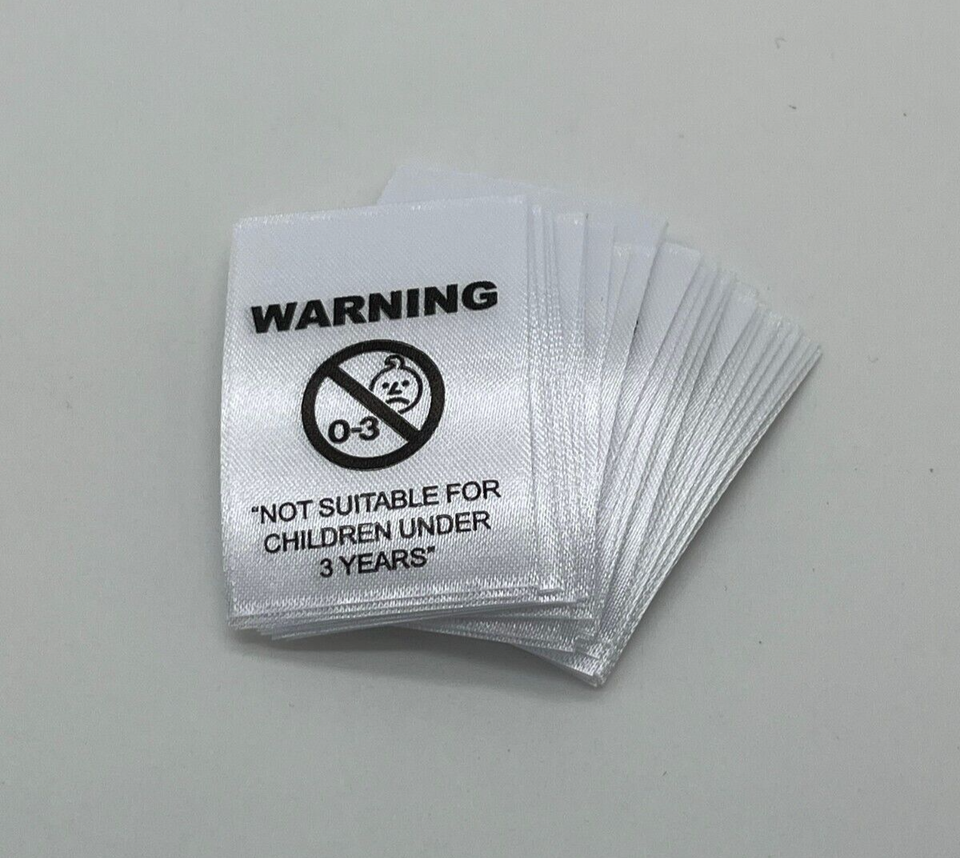 WARNING
0-3
"NOT SUITABLE FOR
CHILDREN UNDER
3 YEARS"